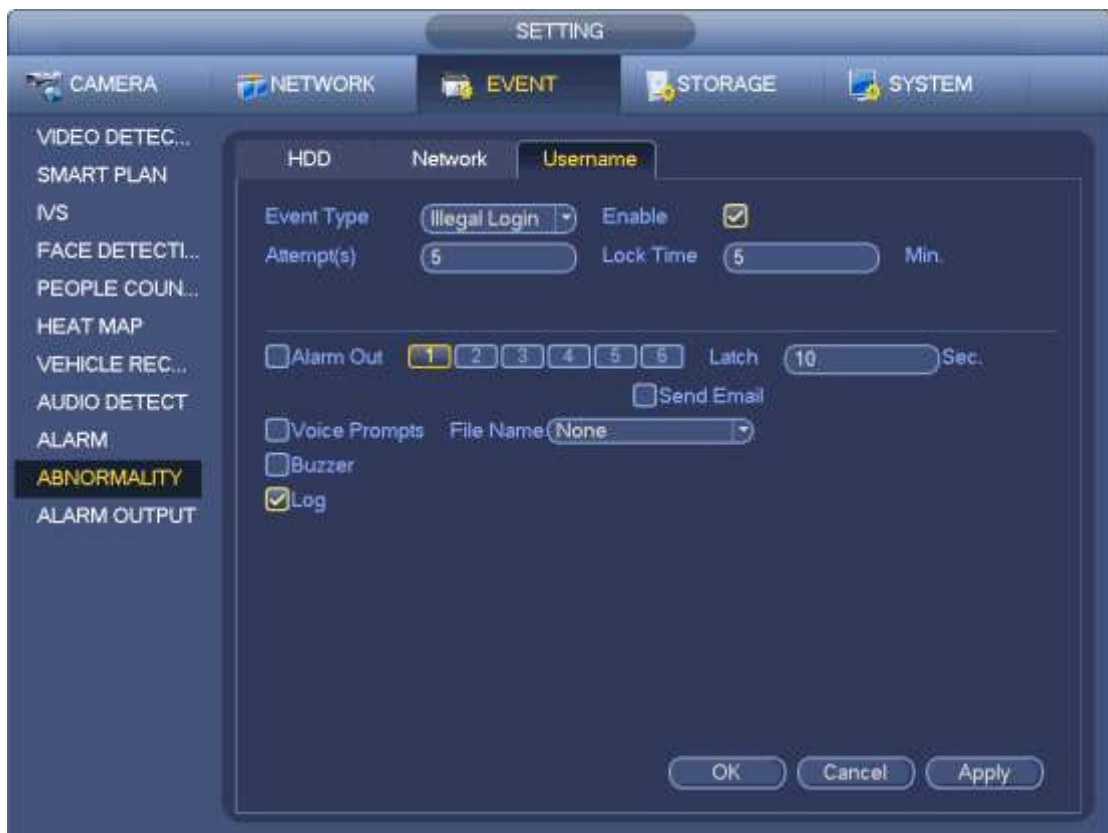 SETTING
CAMERA NETWORK EVENT STORAGE SYSTEM
VIDEO DETEC...
SMART PLAN
IVS
FACE DETECTI...
PEOPLE COUN...
HEAT MAP
VEHICLE REC...
AUDIO DETECT
ALARM
ABNORMALITY
ALARM OUTPUT
HDD Network Username
Event Type Illegal Login Enable
Attempt(s) 5 Lock Time 5 Min.
Alarm Out 1 2 3 4 5 6 Latch 10 Sec.
Send Email
Voice Prompts File Name None
Buzzer
Log
OK Cancel Apply